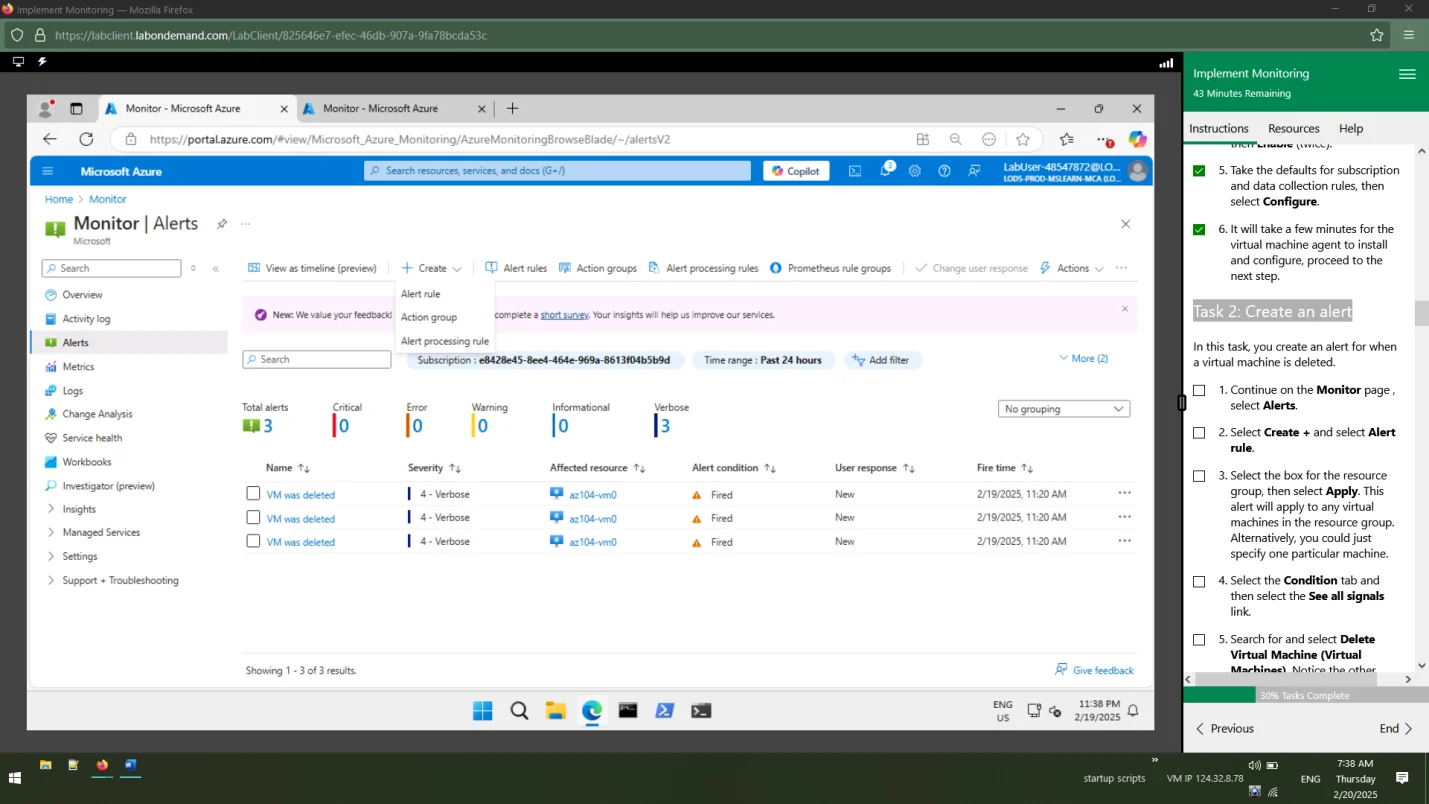 Implement Monitoring — Mozilla Firefox
https://labclient.labondemand.com/LabClient/825646e7-efec-46db-907a-9fa78bcda53c
Monitor - Microsoft Azure
Monitor - Microsoft Azure
https://portal.azure.com/#view/Microsoft_Azure_Monitoring/AzureMonitoringBrowseBlade/~/alertsV2
Microsoft Azure
Search resources, services, and docs (G+/)
Copilot
3
LabUser-48547872@LO...
LODS-PROD-MSLEARN-MCA (LO...
Home > Monitor
Monitor | Alerts
Microsoft
Search
Overview
Activity log
Alerts
Metrics
Logs
Change Analysis
Service health
Workbooks
Investigator (preview)
Insights
Managed Services
Settings
Support + Troubleshooting
View as timeline (preview)
Create
Alert rules
Action groups
Alert processing rules
Prometheus rule groups
Change user response
Actions
Alert rule
Action group
Alert processing rule
New: We value your feedback!
complete a short survey. Your insights will help us improve our services.
Search
Subscription : e8428e45-8ee4-464e-969a-8613f04b5b9d
Time range : Past 24 hours
Add filter
More (2)
Total alerts
3
Critical
0
Error
0
Warning
0
Informational
0
Verbose
3
No grouping
Name Severity Affected resource Alert condition User response Fire time
VM was deleted 4 - Verbose az104-vm0 Fired New 2/19/2025, 11:20 AM
VM was deleted 4 - Verbose az104-vm0 Fired New 2/19/2025, 11:20 AM
VM was deleted 4 - Verbose az104-vm0 Fired New 2/19/2025, 11:20 AM
Showing 1 - 3 of 3 results.
Give feedback
ENG
US
11:38 PM
2/19/2025
Implement Monitoring
43 Minutes Remaining
Instructions
Resources
Help
then Enable (twice).
5. Take the defaults for subscription
and data collection rules, then
select Configure.
6. It will take a few minutes for the
virtual machine agent to install
and configure, proceed to the
next step.
Task 2: Create an alert
In this task, you create an alert for when
a virtual machine is deleted.
1. Continue on the Monitor page ,
select Alerts.
2. Select Create + and select Alert
rule.
3. Select the box for the resource
group, then select Apply. This
alert will apply to any virtual
machines in the resource group.
Alternatively, you could just
specify one particular machine.
4. Select the Condition tab and
then select the See all signals
link.
5. Search for and select Delete
Virtual Machine (Virtual
Machines). Notice the other
30% Tasks Complete
Previous
End
startup scripts
VM IP 124.32.8.78
ENG
7:38 AM
Thursday
2/20/2025